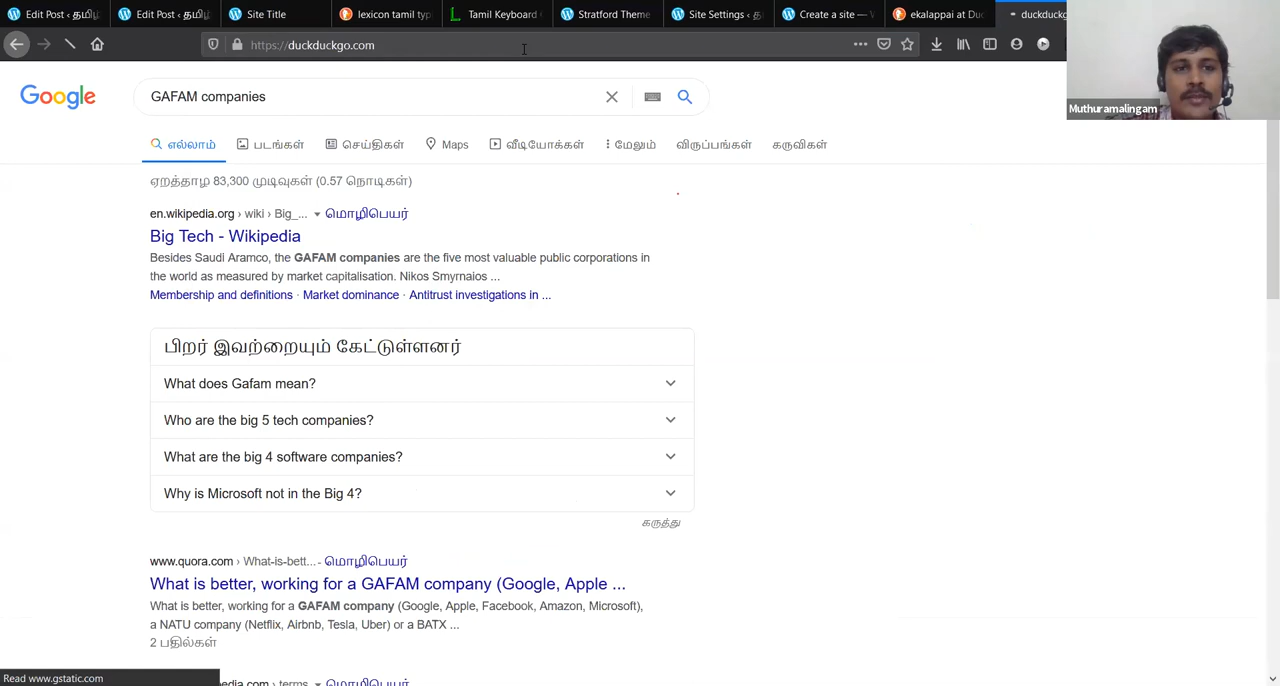 Edit Post ‹ தமிழ்
Edit Post ‹ தமிழ்
Site Title
lexicon tamil typ
Tamil Keyboard
Stratford Theme
Site Settings ‹ த
Create a site — V
ekalappai at Du
duckduckg
https://duckduckgo.com
Muthuramalingam
Google
GAFAM companies
எல்லாம்
படங்கள்
செய்திகள்
Maps
வீடியோக்கள்
மேலும்
விருப்பங்கள்
கருவிகள்
ஏறத்தாழ 83,300 முடிவுகள் (0.57 நொடிகள்)
en.wikipedia.org › wiki › Big_... மொழிபெயர்
Big Tech - Wikipedia
Besides Saudi Aramco, the GAFAM companies are the five most valuable public corporations in
the world as measured by market capitalisation. Nikos Smyrnaios ...
Membership and definitions · Market dominance · Antitrust investigations in ...
பிறர் இவற்றையும் கேட்டுள்ளனர்
What does Gafam mean?
Who are the big 5 tech companies?
What are the big 4 software companies?
Why is Microsoft not in the Big 4?
கருத்து
www.quora.com › What-is-bett... - மொழிபெயர்
What is better, working for a GAFAM company (Google, Apple ...
What is better, working for a GAFAM company (Google, Apple, Facebook, Amazon, Microsoft),
a NATU company (Netflix, Airbnb, Tesla, Uber) or a BATX ...
2 பதில்கள்
pedia.com › terms மொழிபெயர்
Read www.gstatic.com